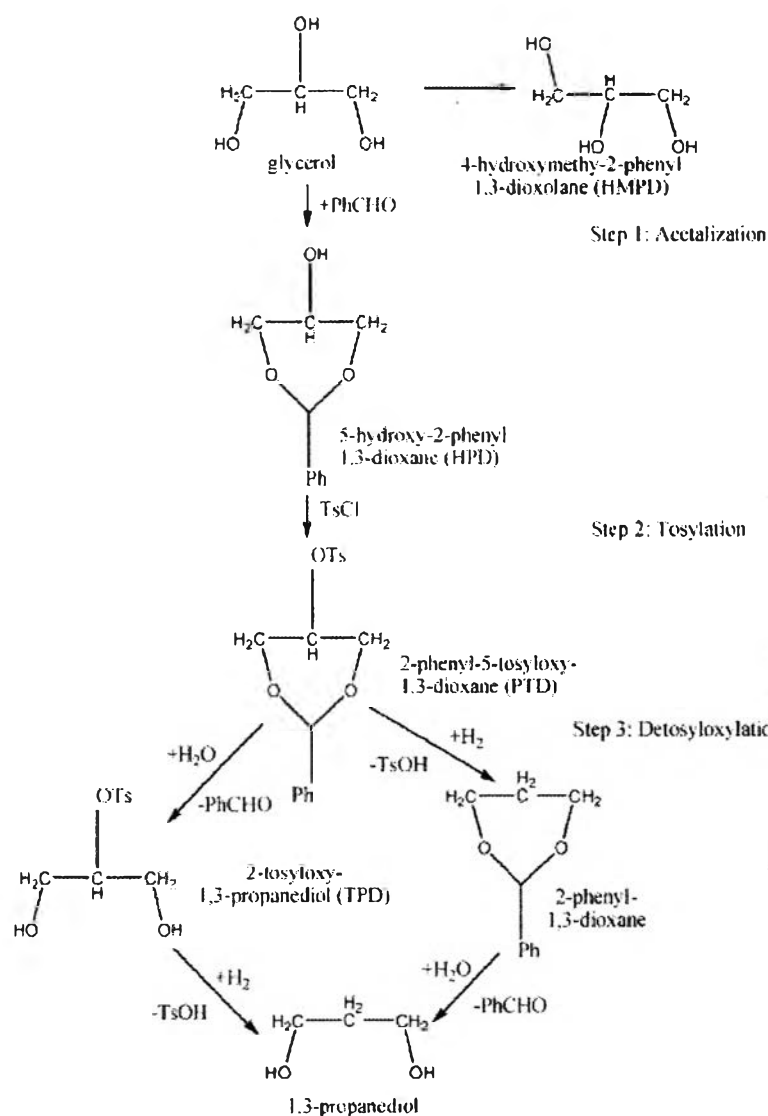 OH
HO
H₂C
C
H
CH₂
H₂C
C
H
CH₂
HO
OH
HO
OH
glycerol
4-hydroxymethy-2-phenyl
1,3-dioxolane (HMPD)
+PhCHO
Step 1: Acetalization
OH
H₂C
C
H
CH₂
O
O
5-hydroxy-2-phenyl
1,3-dioxane (HPD)
Ph
TsCl
Step 2: Tosylation
OTs
H₂C
C
H
CH₂
2-phenyl-5-tosyloxy-
1,3-dioxane (PTD)
O
O
Step 3: Detosyloxylatio
+H₂O
+H₂
-TsOH
Ph
-PhCHO
OTs
H₂C
H₂
C
CH₂
H₂C
C
H
CH₂
2-tosyloxy-
1,3-propanediol (TPD)
O
O
2-phenyl-
1,3-dioxane
HO
OH
Ph
+H₂
+H₂O
-TsOH
-PhCHO
H₂C
H₂
C
CH₂
HO
OH
1,3-propanediol